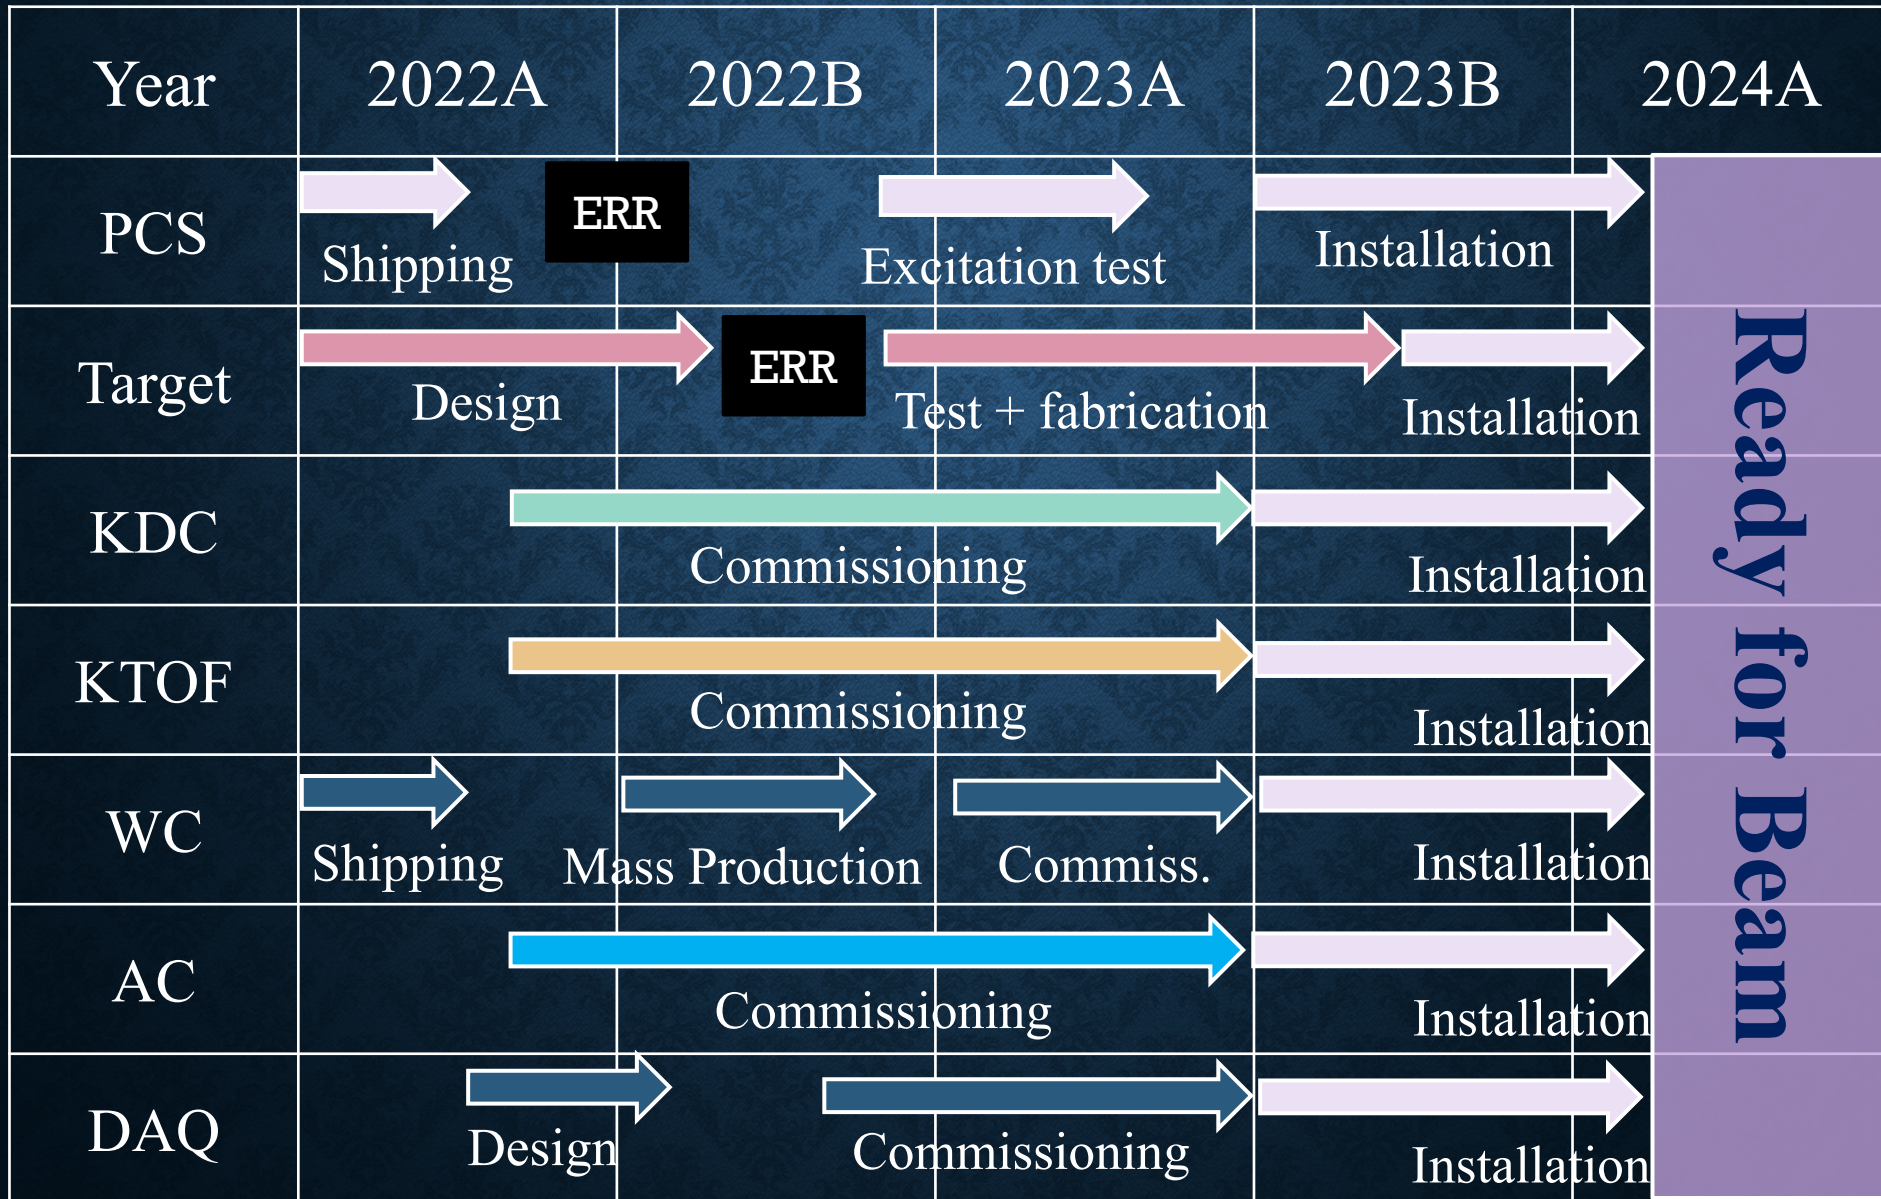 Year 2022A 2022B 2023A 2023B 2024A
PCS ERR
Shipping Excitation test Installation
Target ERR
Design Test + fabrication Installation
KDC
Commissioning Installation
KTOF
Commissioning Installation
WC
Shipping Mass Production Commiss. Installation
AC
Commissioning Installation
DAQ
Design Commissioning Installation
Ready for Beam